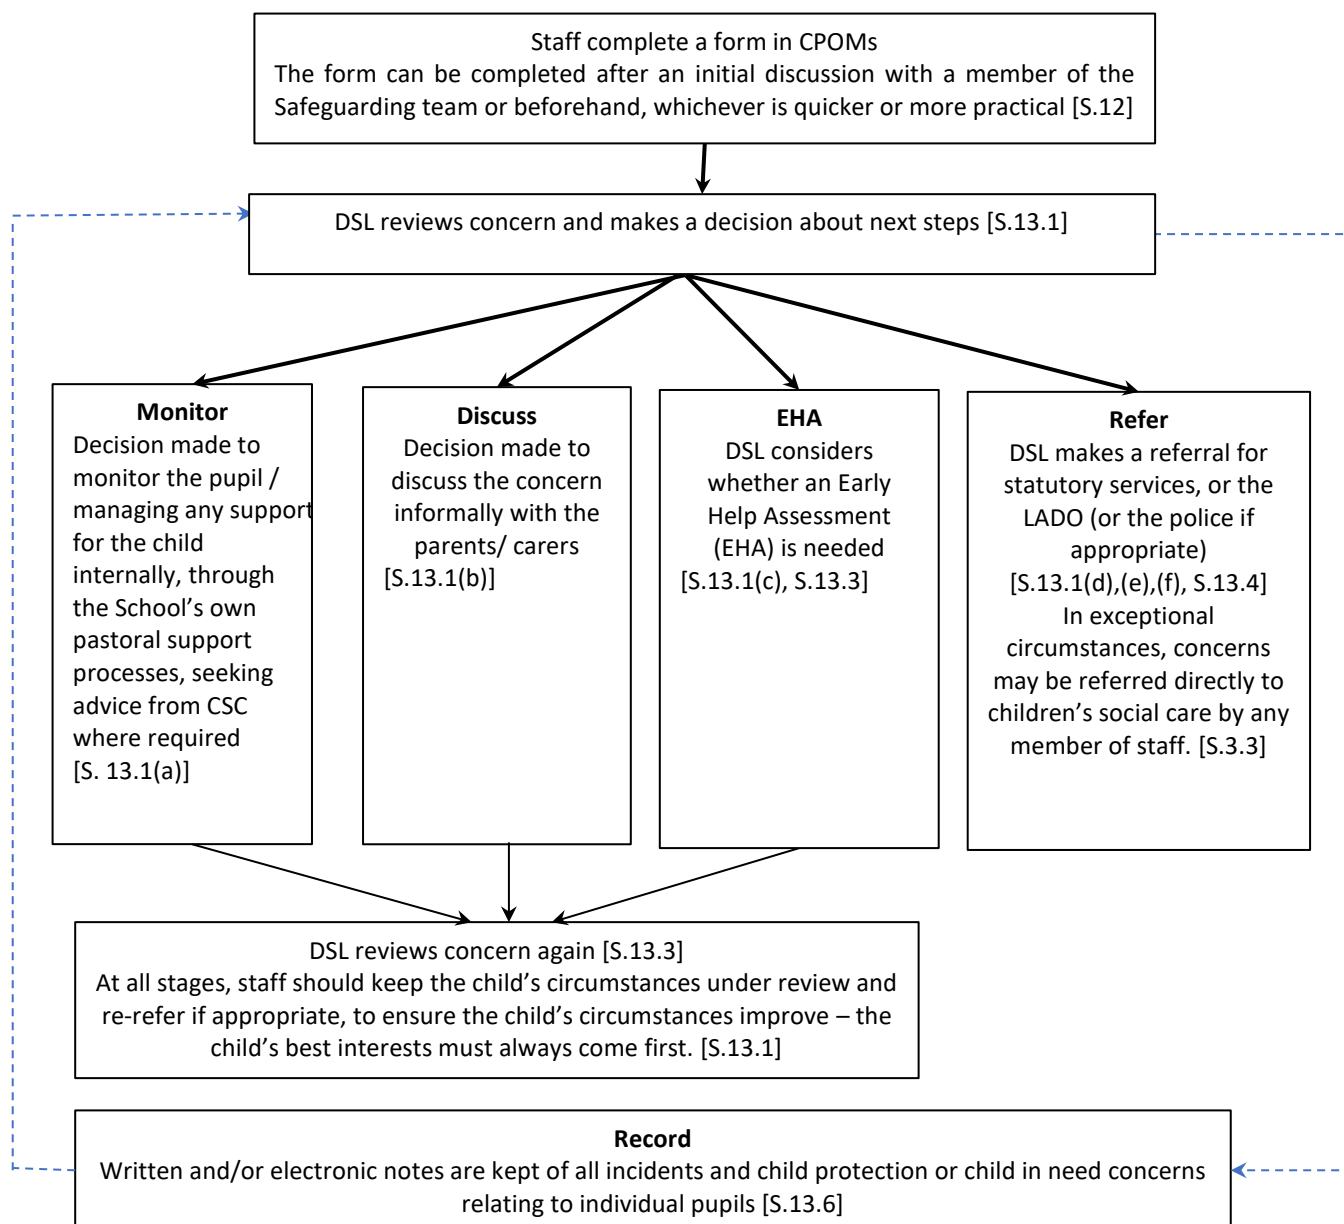 Staff complete a form in CPOMs
The form can be completed after an initial discussion with a member of the
Safeguarding team or beforehand, whichever is quicker or more practical [S.12]
DSL reviews concern and makes a decision about next steps [S.13.1]
Monitor
Decision made to
monitor the pupil /
managing any support
for the child
internally, through
the School’s own
pastoral support
processes, seeking
advice from CSC
where required
[S. 13.1(a)]
Discuss
Decision made to
discuss the concern
informally with the
parents/ carers
[S.13.1(b)]
EHA
DSL considers
whether an Early
Help Assessment
(EHA) is needed
[S.13.1(c), S.13.3]
Refer
DSL makes a referral for
statutory services, or the
LADO (or the police if
appropriate)
[S.13.1(d),(e),(f), S.13.4]
In exceptional
circumstances, concerns
may be referred directly to
children’s social care by any
member of staff. [S.3.3]
DSL reviews concern again [S.13.3]
At all stages, staff should keep the child’s circumstances under review and
re-refer if appropriate, to ensure the child’s circumstances improve – the
child’s best interests must always come first. [S.13.1]
Record
Written and/or electronic notes are kept of all incidents and child protection or child in need concerns
relating to individual pupils [S.13.6]